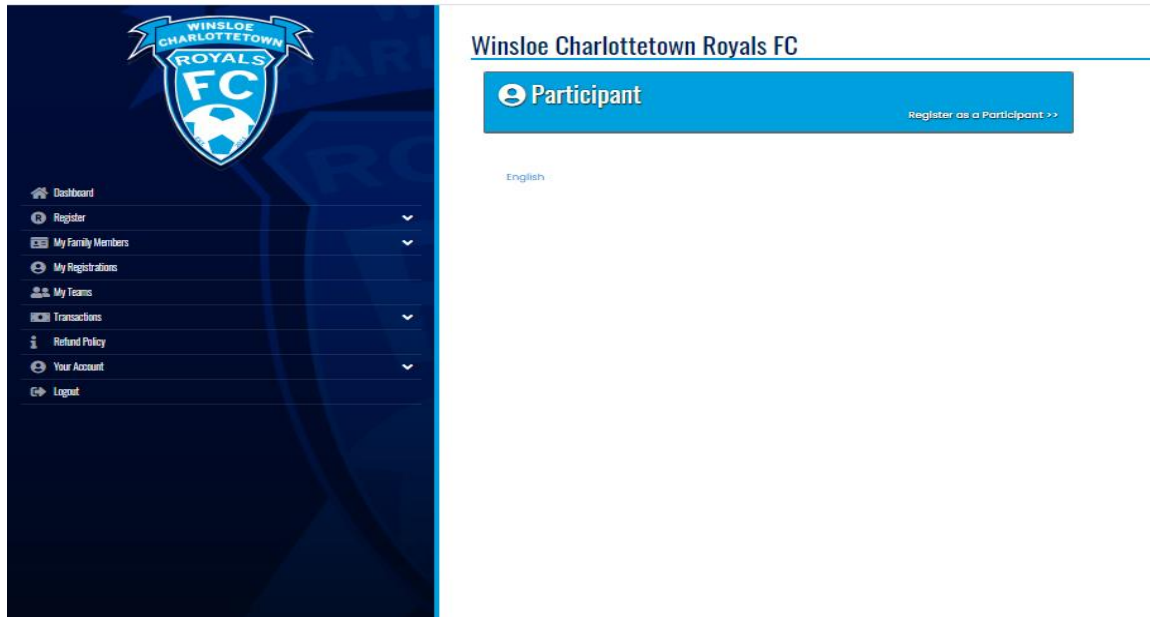 WINSLOE
CHARLOTTETOWN
ROYALS
FC
Dashboard
Register
My Family Members
My Registrations
My Teams
Transactions
Refund Policy
Your Account
Logout
Winsloe Charlottetown Royals FC
Participant
Register as a Participant >>
English